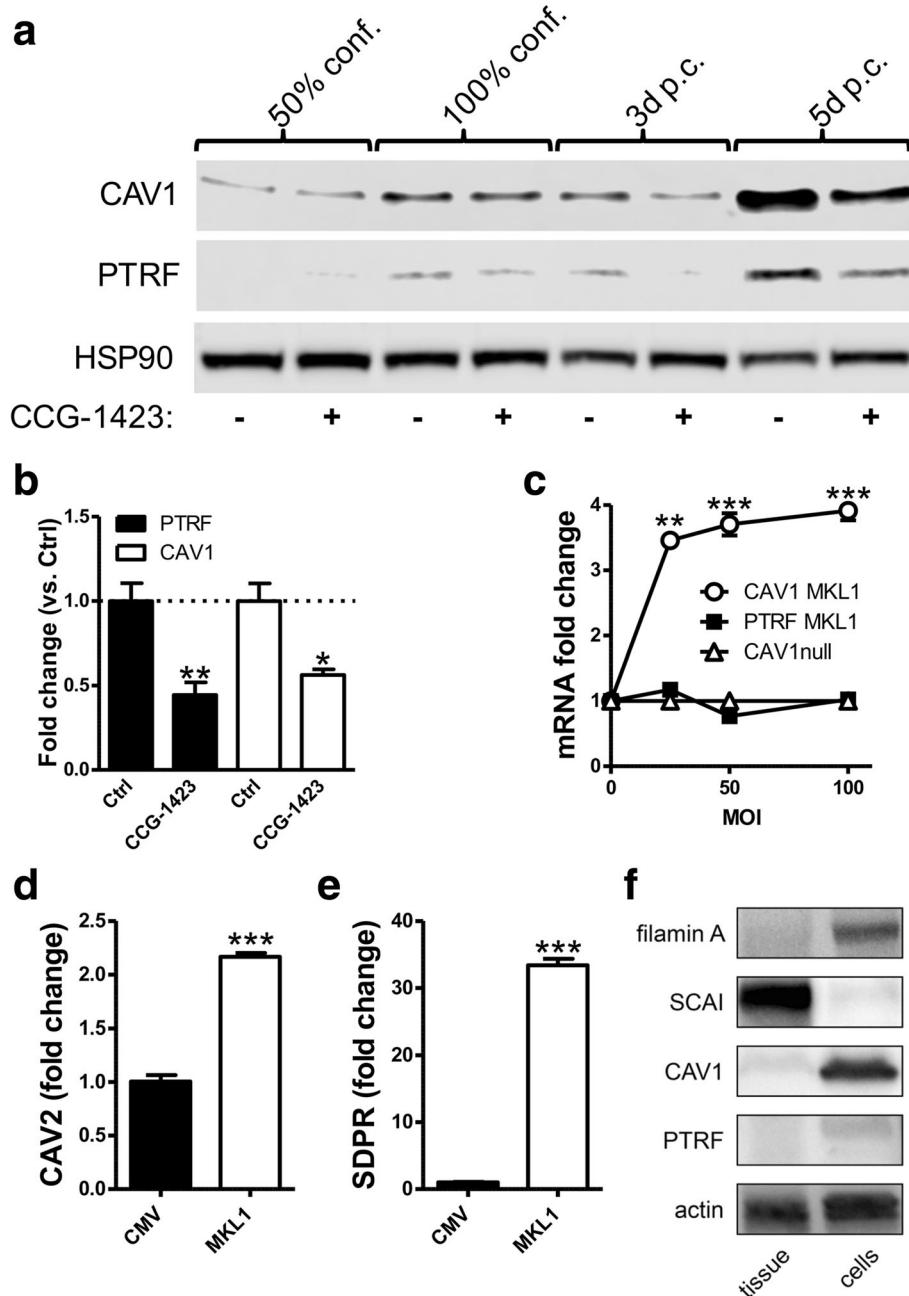 a
50% conf.
100% conf.
3d p.c.
5d p.c.
CAV1
PTRF
HSP90
CCG-1423: - + - + - + - +
b
Fold change (vs. Ctrl)
1.5
1.0
0.5
0.0
PTRF
CAV1
**
*
Ctrl
CCG-1423
Ctrl
CCG-1423
c
mRNA fold change
4
3
2
1
0
** *** ***
CAV1 MKL1
PTRF MKL1
CAV1null
0 50 100
MOI
d
CAV2 (fold change)
2.5
2.0
1.5
1.0
0.5
0.0
***
CMV
MKL1
e
SDPR (fold change)
40
30
20
10
0
***
CMV
MKL1
f
filamin A
SCAI
CAV1
PTRF
actin
tissue
cells